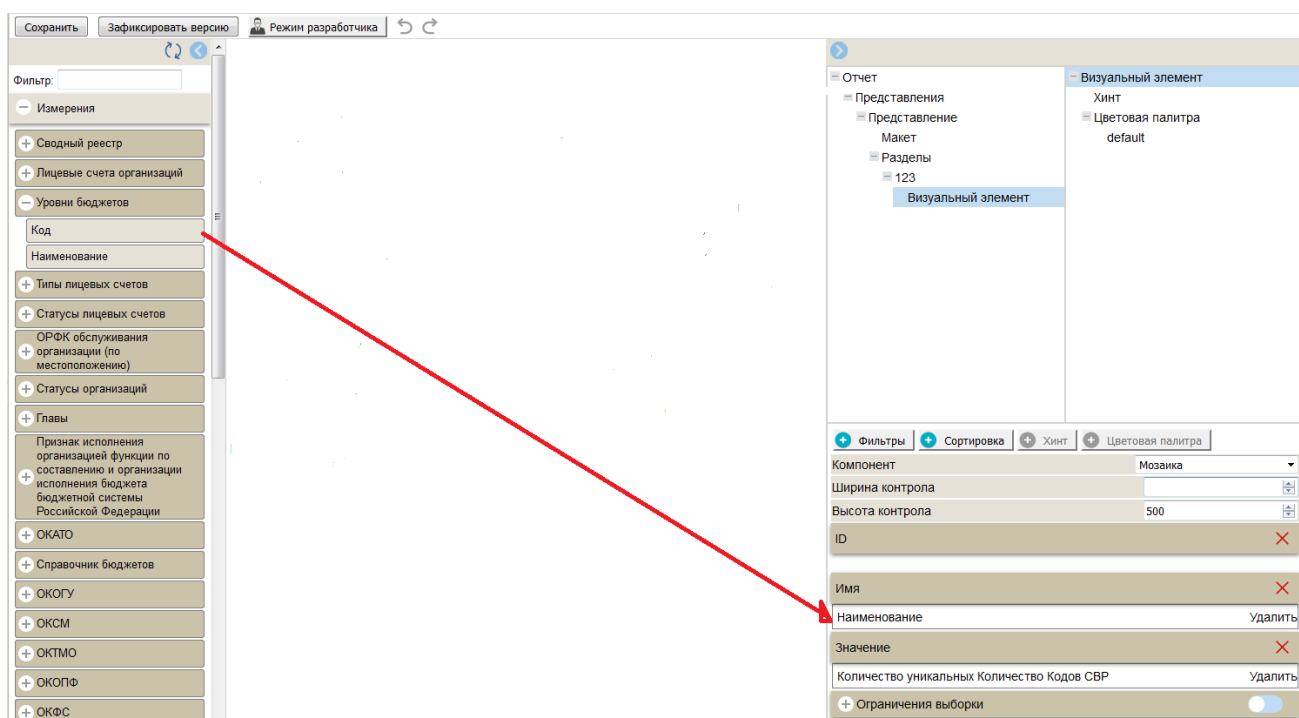 Сохранить
Зафиксировать версию
Режим разработчика
Фильтр:
Измерения
Сводный реестр
Лицевые счета организаций
Уровни бюджетов
Код
Наименование
Типы лицевых счетов
Статусы лицевых счетов
ОРФК обслуживания
организации (по
местоположению)
Статусы организаций
Главы
Признак исполнения
организацией функции по
составлению и организации
исполнения бюджета
бюджетной системы
Российской Федерации
ОКАТО
Справочник бюджетов
ОКОГУ
ОКСМ
ОКТМО
ОКОПФ
ОКФС
Отчет
Представления
Представление
Макет
Разделы
123
Визуальный элемент
Визуальный элемент
Хинт
Цветовая палитра
default
Фильтры
Сортировка
Хинт
Цветовая палитра
Компонент Мозаика
Ширина контрола
Высота контрола 500
ID
Имя
Наименование Удалить
Значение
Количество уникальных Количество Кодов СВР Удалить
Ограничения выборки